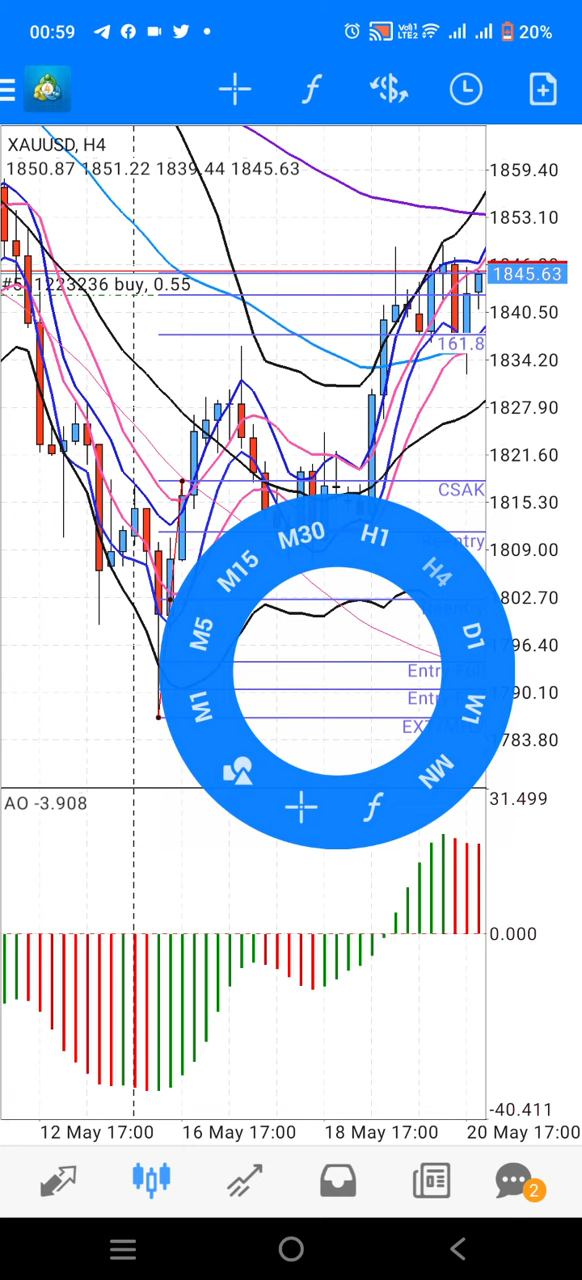 00:59
Vo1)
LTE2
20%
XAUUSD, H4
1850.87 1851.22 1839.44 1845.63
1859.40
1853.10
1845.63
buy, 0.55
1840.50
161.8
1834.20
1827.90
1821.60
CSAK
1815.30
1809.00
1802.70
1796.40
1790.10
1783.80
M1
M5
M15
M30
H1
H4
D1
W1
MN
Entry Full
AO -3.908
31.499
0.000
-40.411
12 May 17:00 16 May 17:00 18 May 17:00 20 May 17:00
2